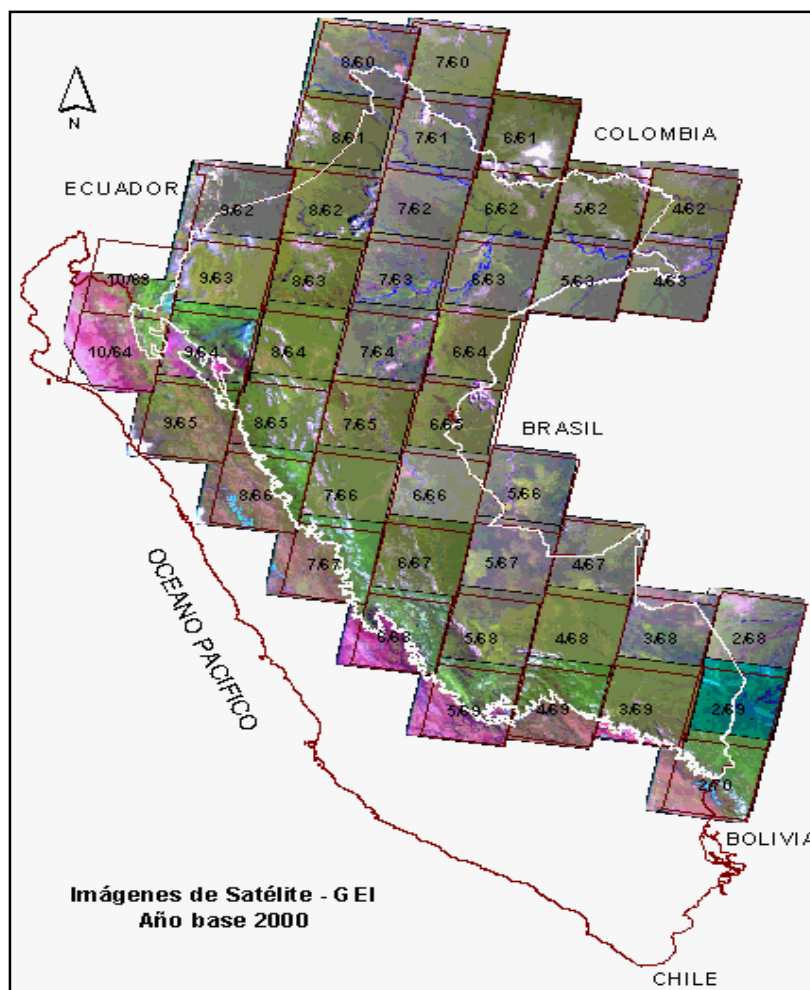 8/60 7/60
N
8/61 7/61 6/61
COLOMBIA
ECUADOR
9/62 8/62 7/62 6/62 5/62 4/62
10/63 9/63 8/63 7/63 6/63 5/63 4/63
10/64 9/64 8/64 7/64 6/64
9/65 8/65 7/65 6/65
BRASIL
8/66 7/66 6/66 5/66
7/67 6/67 5/67 4/67
OCEANO PACIFICO
6/68 5/68 4/68 3/68 2/68
5/69 4/69 3/69 2/69
2/70
BOLIVIA
Imágenes de Satélite - GEI
Año base 2000
CHILE